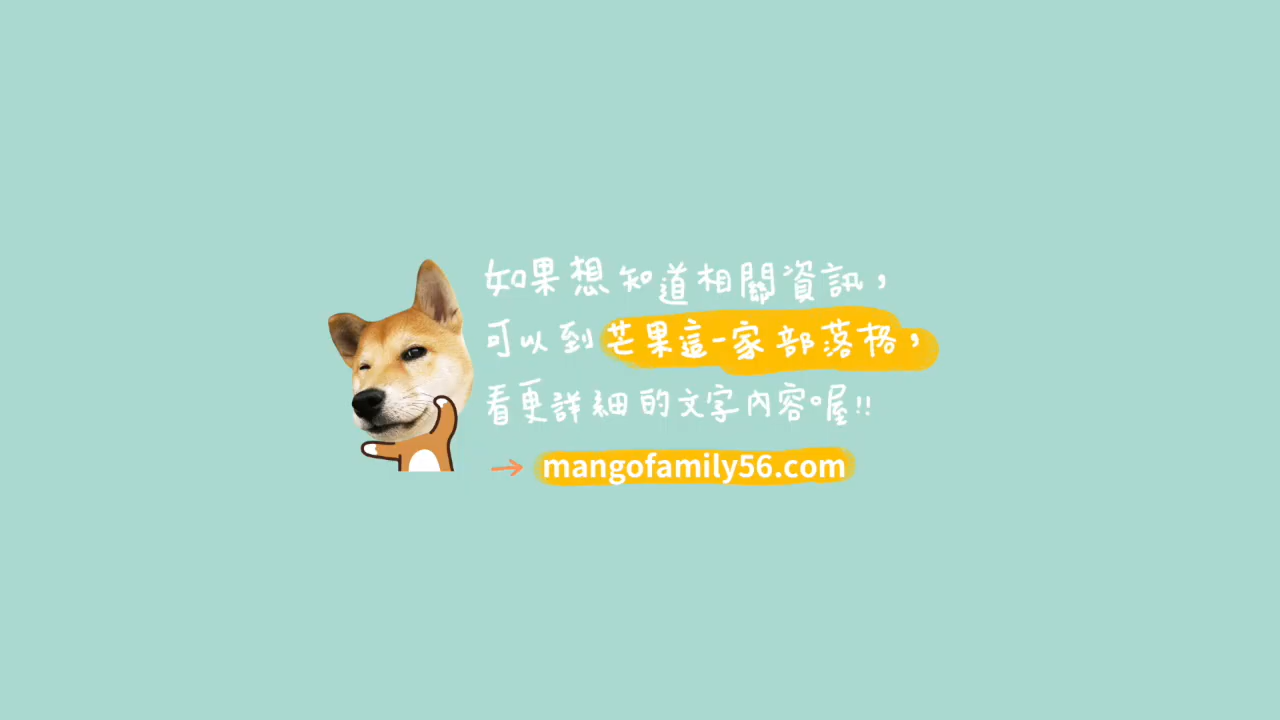 如果想知道相關資訊，
可以到芒果這一家部落格，
看更詳細的文字內容喔!!
→ mangofamily56.com